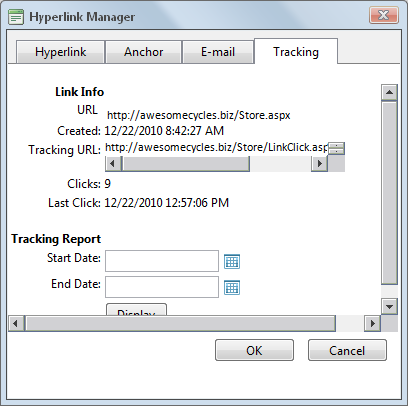 Hyperlink Manager
Hyperlink Anchor E-mail Tracking
Link Info
URL http://awesomecycles.biz/Store.aspx
Created: 12/22/2010 8:42:27 AM
Tracking URL: http://awesomecycles.biz/Store/LinkClick.asp
Clicks: 9
Last Click: 12/22/2010 12:57:06 PM
Tracking Report
Start Date:
End Date:
Display
OK Cancel